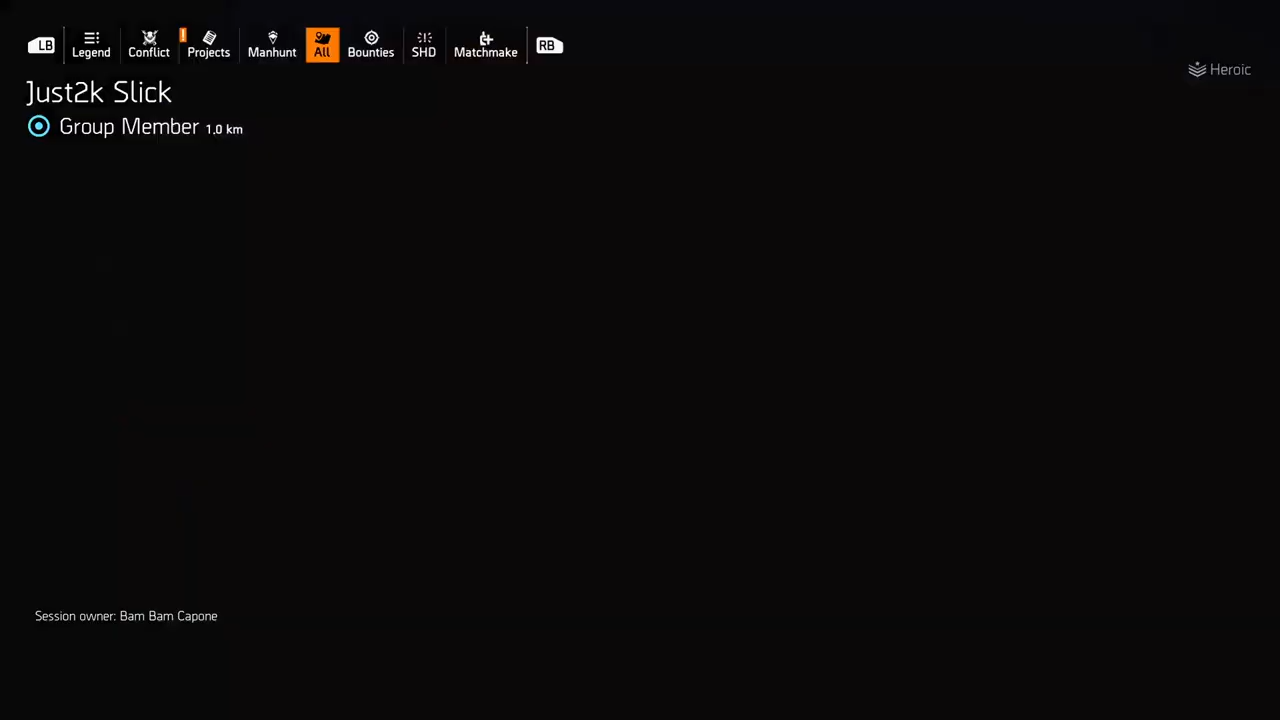 LB Legend Conflict Projects Manhunt All Bounties SHD Matchmake RB
Heroic
Just2k Slick
Group Member 1.0 km
Session owner: Bam Bam Capone